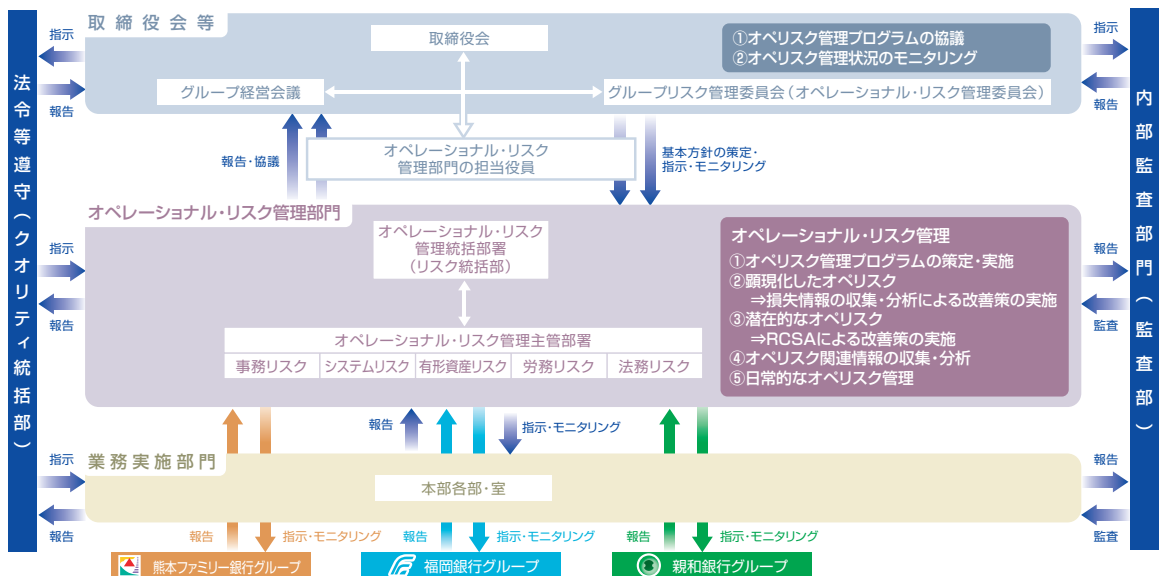 取締役会等
取締役会
①オペリスク管理プログラムの協議
②オペリスク管理状況のモニタリング
グループ経営会議
グループリスク管理委員会(オペレーショナル・リスク管理委員会)
指示
報告
指示
報告
法令等遵守(クオリティ統括部)
内部監査部門(監査部)
報告・協議
オペレーショナル・リスク
管理部門の担当役員
基本方針の策定・
指示・モニタリング
オペレーショナル・リスク管理部門
オペレーショナル・リスク
管理統括部署
(リスク統括部)
オペレーショナル・リスク管理
①オペリスク管理プログラムの策定・実施
②顕現化したオペリスク
⇒損失情報の収集・分析による改善策の実施
③潜在的なオペリスク
⇒RCSAによる改善策の実施
④オペリスク関連情報の収集・分析
⑤日常的なオペリスク管理
指示
報告
報告
監査
オペレーショナル・リスク管理主管部署
事務リスク
システムリスク
有形資産リスク
労務リスク
法務リスク
報告
指示・モニタリング
業務実施部門
本部各部・室
指示
報告
報告
監査
報告
指示・モニタリング
報告
指示・モニタリング
報告
指示・モニタリング
熊本ファミリー銀行グループ
福岡銀行グループ
親和銀行グループ